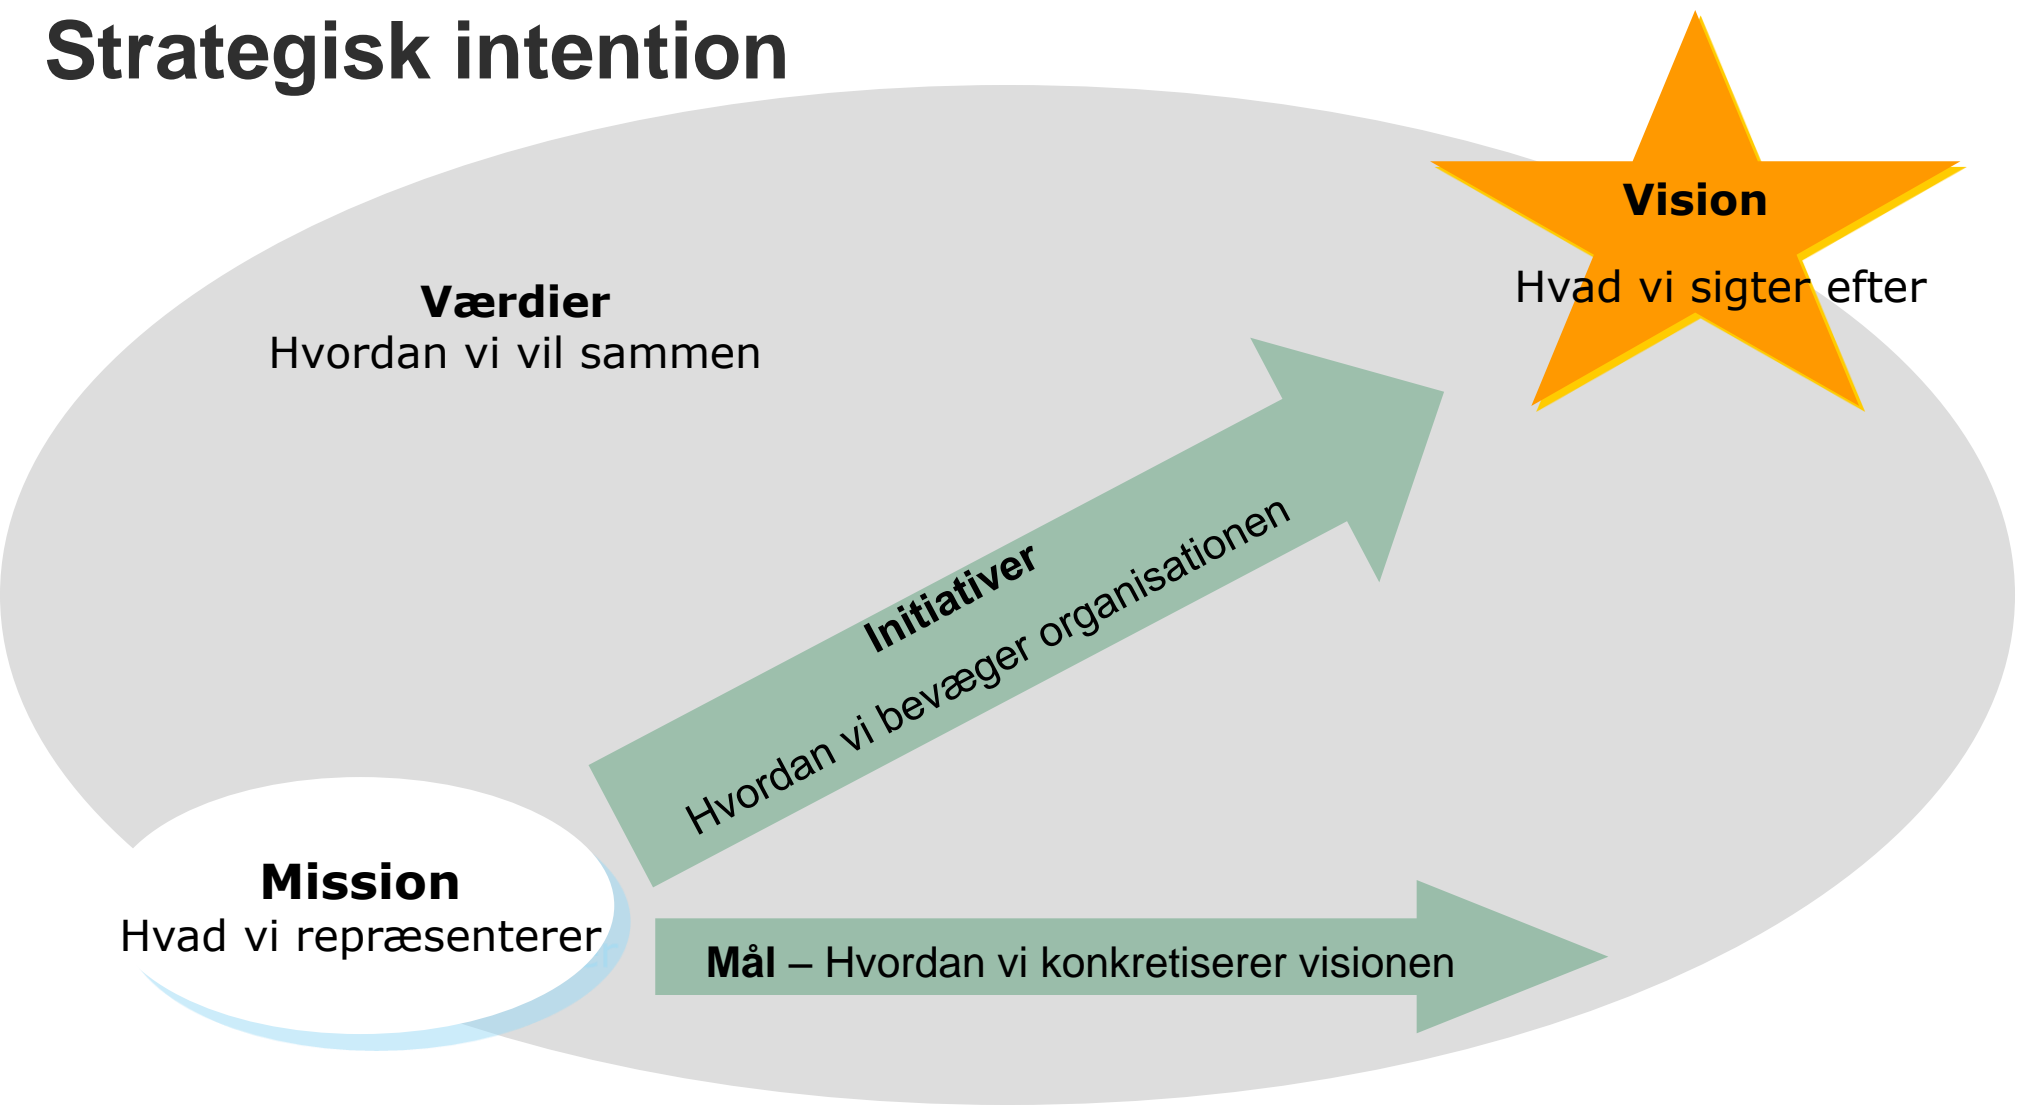 Strategisk intention
Vision
Hvad vi sigter efter
Værdier
Hvordan vi vil sammen
Initiativer
Hvordan vi bevæger organisationen
Mission
Hvad vi repræsenterer
Mål – Hvordan vi konkretiserer visionen